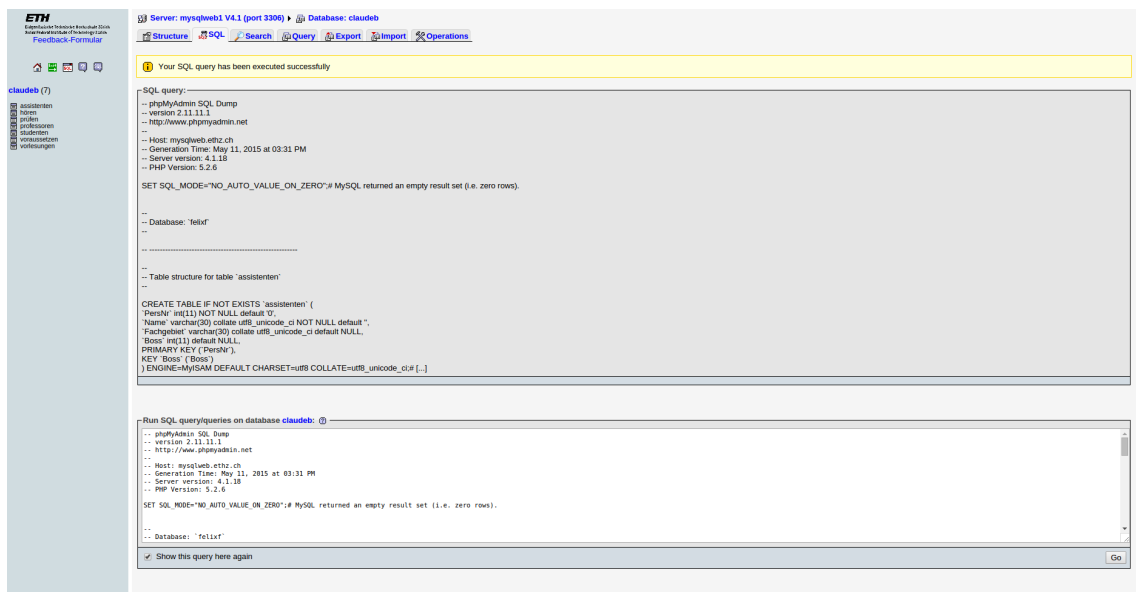 ETH
Eidgenössische Technische Hochschule Zürich
Swiss Federal Institute of Technology Zurich
Feedback-Formular
claudeb (7)
assistenten
hören
prüfen
professoren
studenten
voraussetzen
vorlesungen
Server: mysqlweb1 V4.1 (port 3306) Database: claudeb
Structure SQL Search Query Export Import Operations
Your SQL query has been executed successfully
SQL query:
-- phpMyAdmin SQL Dump
-- version 2.11.11.1
-- http://www.phpmyadmin.net
--
-- Host: mysqlweb.ethz.ch
-- Generation Time: May 11, 2015 at 03:31 PM
-- Server version: 4.1.18
-- PHP Version: 5.2.6
SET SQL_MODE="NO_AUTO_VALUE_ON_ZERO";# MySQL returned an empty result set (i.e. zero rows).
--
-- Database: `felixf`
--
-- --------------------------------------------------------
--
-- Table structure for table `assistenten`
--
CREATE TABLE IF NOT EXISTS `assistenten` (
`PersNr` int(11) NOT NULL default '0',
`Name` varchar(30) collate utf8_unicode_ci NOT NULL default '',
`Fachgebiet` varchar(30) collate utf8_unicode_ci default NULL,
`Boss` int(11) default NULL,
PRIMARY KEY (`PersNr`),
KEY `Boss` (`Boss`)
) ENGINE=MyISAM DEFAULT CHARSET=utf8 COLLATE=utf8_unicode_ci;# [...]
Run SQL query/queries on database claudeb:
-- phpMyAdmin SQL Dump
-- version 2.11.11.1
-- http://www.phpmyadmin.net
--
-- Host: mysqlweb.ethz.ch
-- Generation Time: May 11, 2015 at 03:31 PM
-- Server version: 4.1.18
-- PHP Version: 5.2.6
SET SQL_MODE="NO_AUTO_VALUE_ON_ZERO";# MySQL returned an empty result set (i.e. zero rows).
--
-- Database: `felixf`
Show this query here again
Go